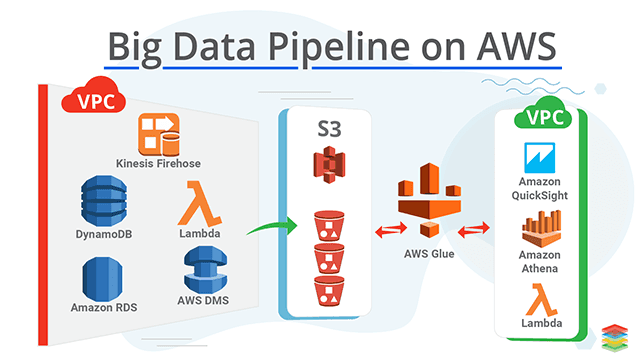 Big Data Pipeline on AWS
VPC
Kinesis Firehose
DynamoDB
Lambda
Amazon RDS
AWS DMS
S3
AWS Glue
VPC
Amazon
QuickSight
Amazon
Athena
Lambda